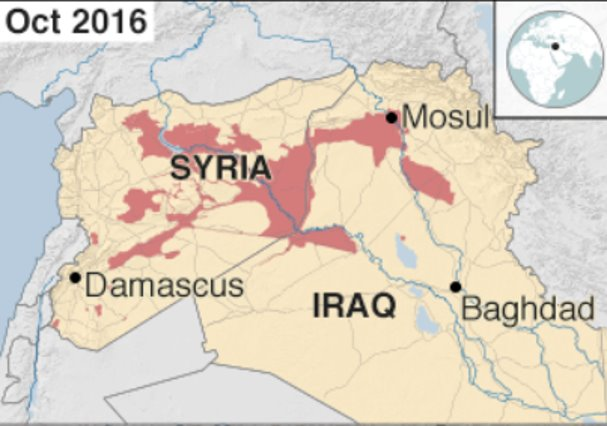 Oct 2016
Mosul
SYRIA
Damascus
IRAQ
Baghdad